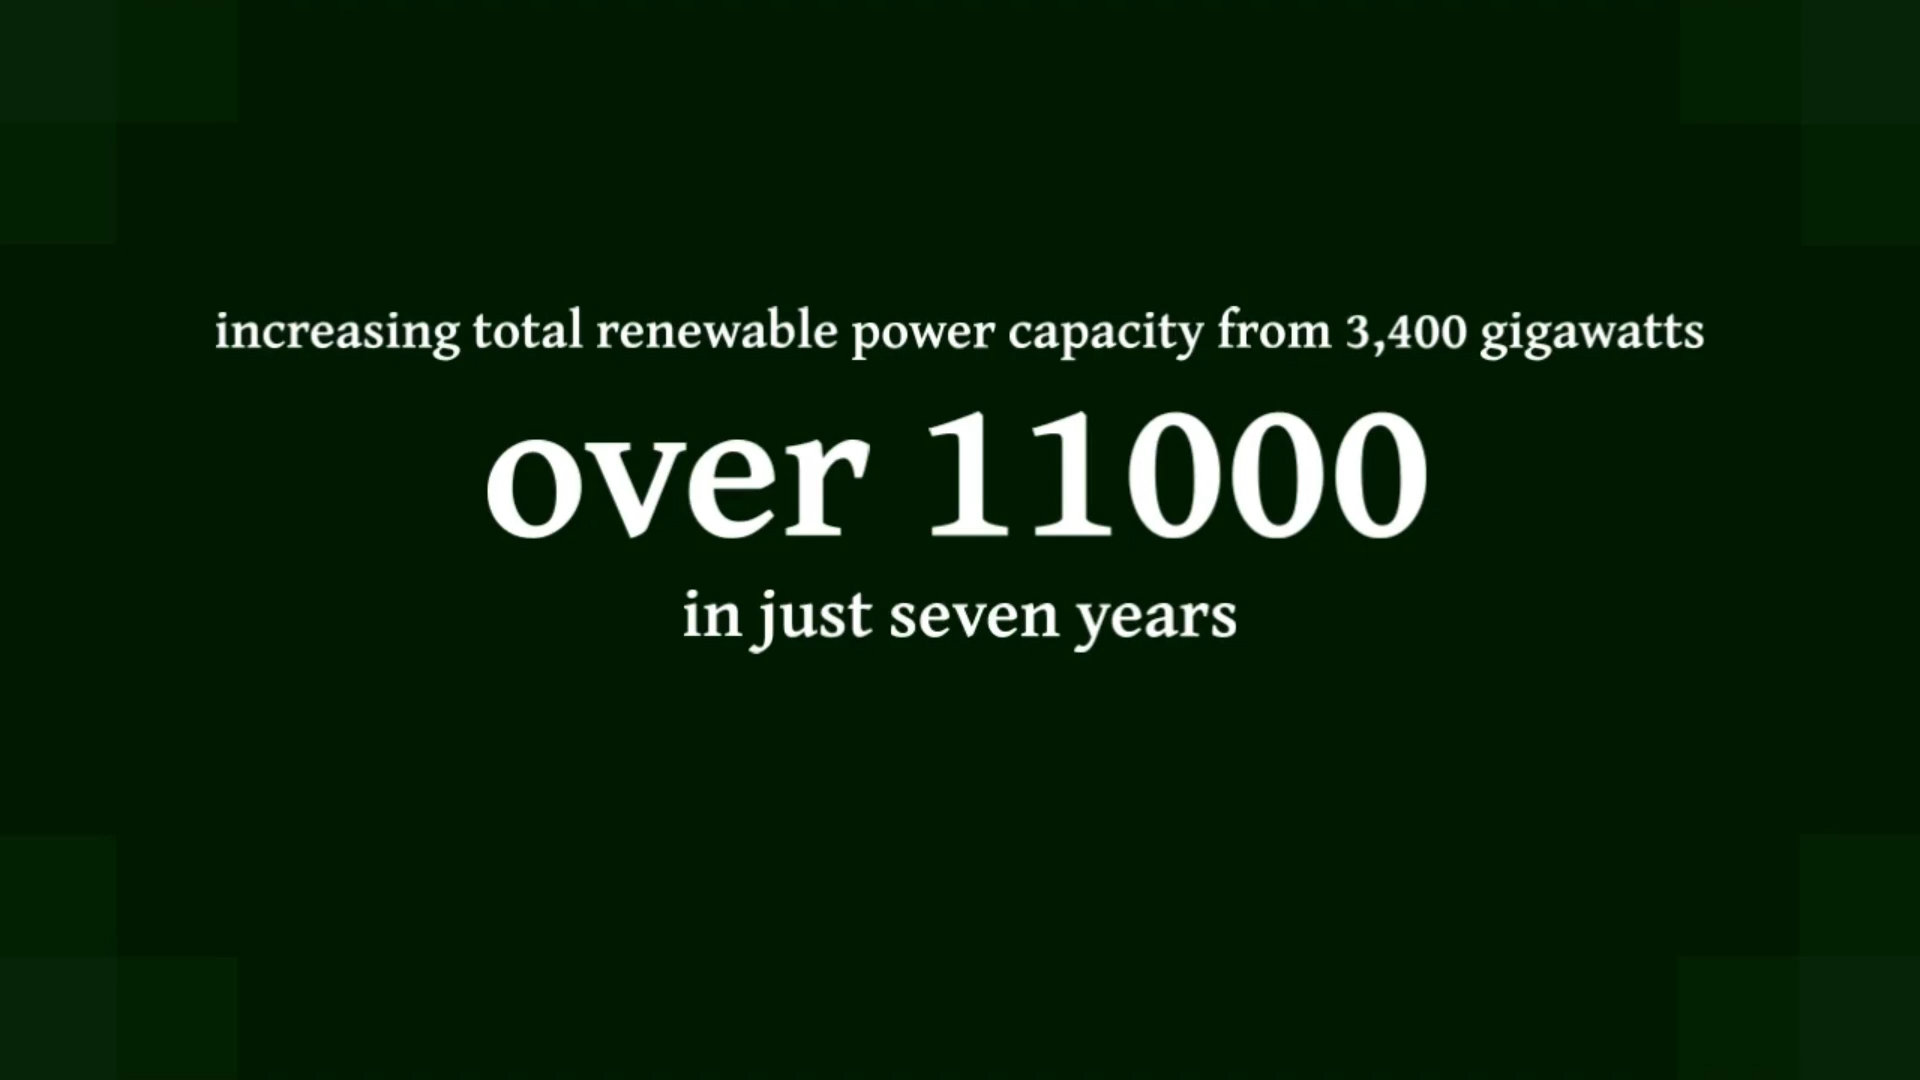 increasing total renewable power capacity from 3,400 gigawatts
over 11000
in just seven years